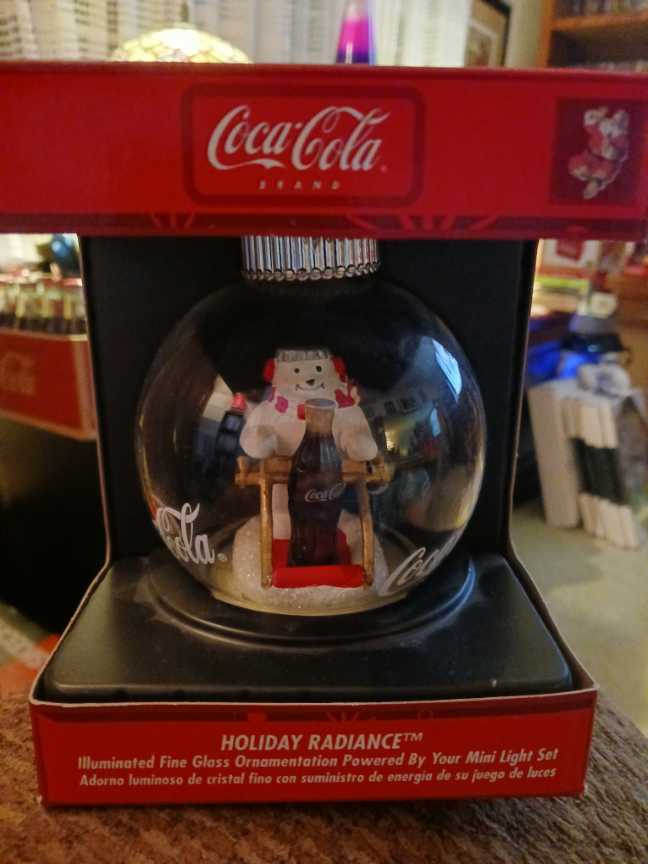 Coca-Cola
BRAND
Coca-Cola
Cola
Coca
HOLIDAY RADIANCE™
Illuminated Fine Glass Ornamentation Powered By Your Mini Light Set
Adorno luminoso de cristal fino con suministro de energía de su juego de luces